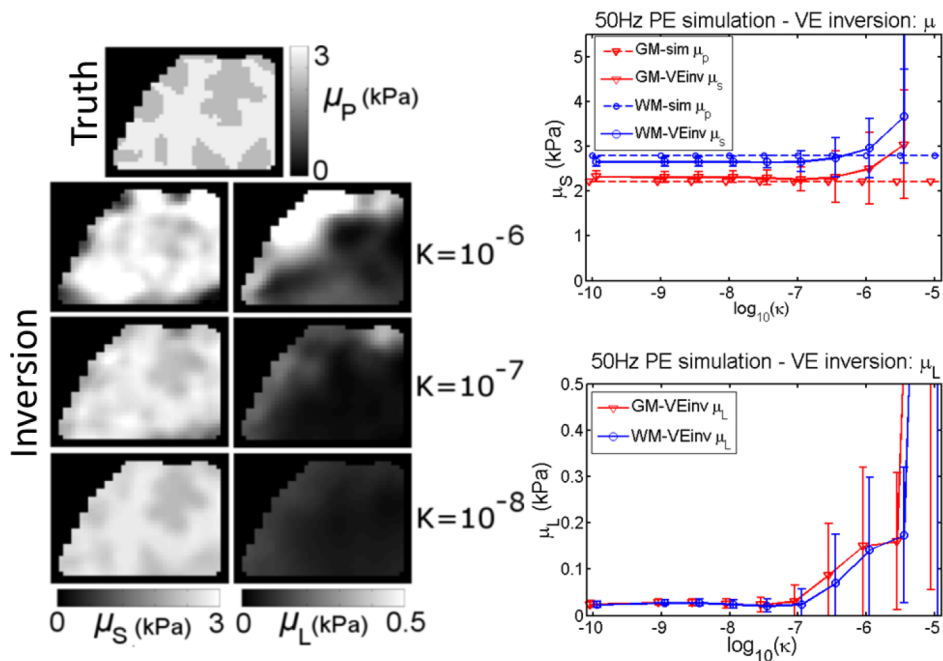 Truth
3
0
μP (kPa)
Inversion
K=10-6
K=10-7
K=10-8
0 μS (kPa) 3
0 μL (kPa) 0.5
50Hz PE simulation - VE inversion: μ
GM-sim μp
GM-VEinv μs
WM-sim μp
WM-VEinv μs
μS (kPa)
5
4
3
2
1
0
-10 -9 -8 -7 -6 -5
log10(κ)
50Hz PE simulation - VE inversion: μL
GM-VEinv μL
WM-VEinv μL
μL (kPa)
0.5
0.4
0.3
0.2
0.1
0
-10 -9 -8 -7 -6 -5
log10(κ)